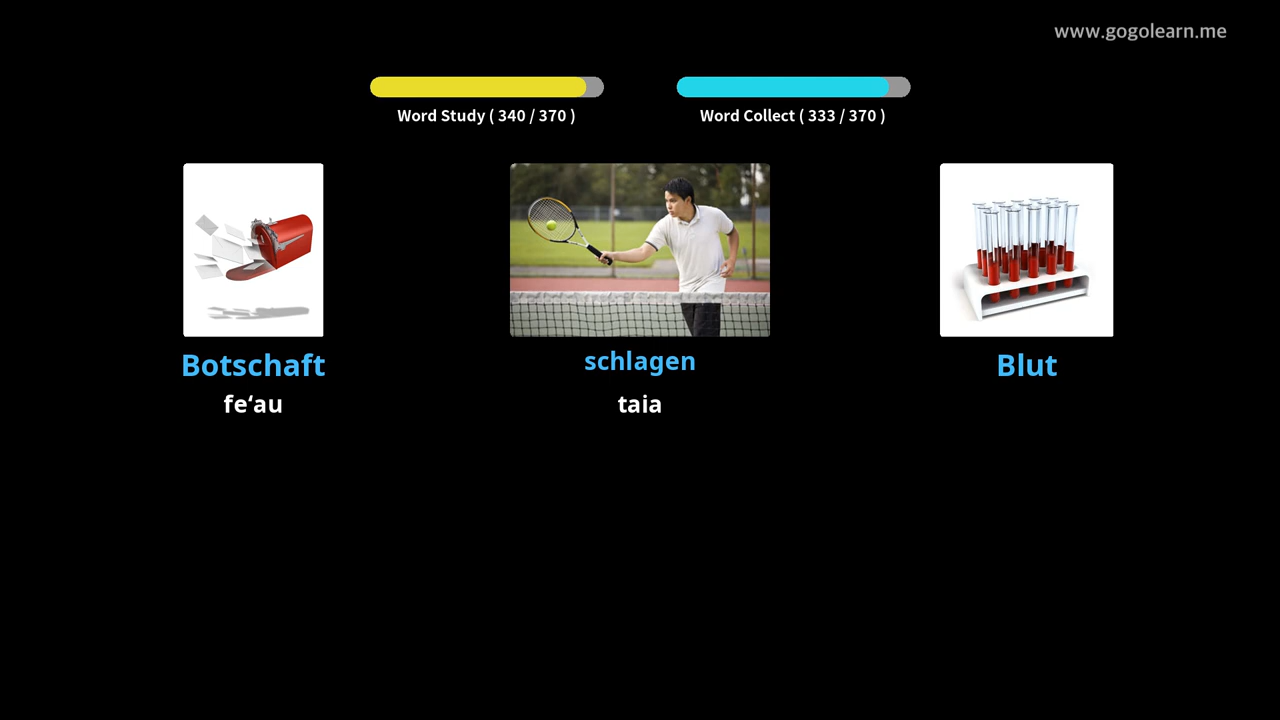 www.gogolearn.me
Word Study ( 340 / 370 )
Word Collect ( 333 / 370 )
Botschaft
schlagen
Blut
fe‘au
taia